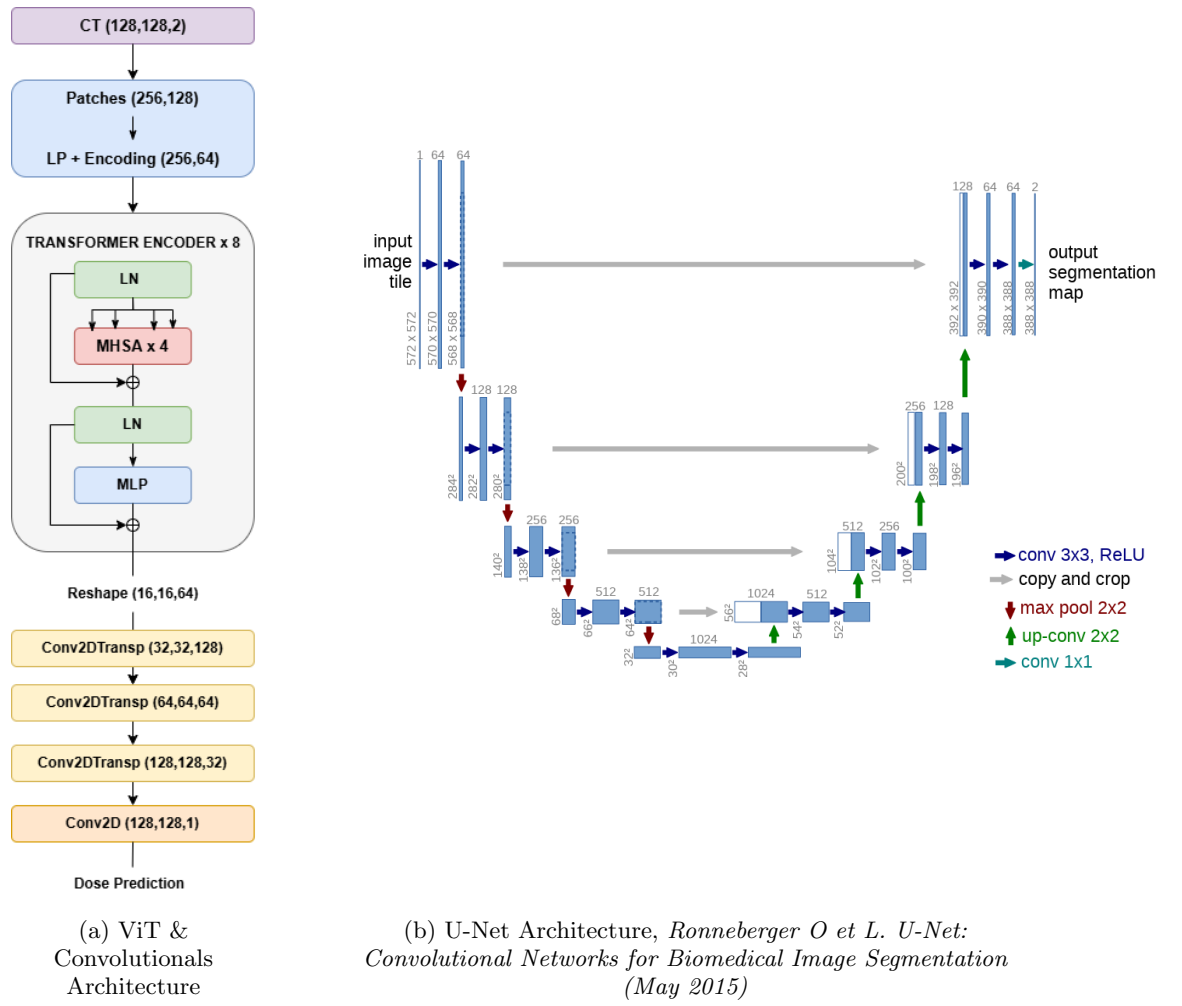 CT (128,128,2)
Patches (256,128)
LP + Encoding (256,64)
TRANSFORMER ENCODER x 8
LN
MHSA x 4
LN
MLP
Reshape (16,16,64)
Conv2DTransp (32,32,128)
Conv2DTransp (64,64,64)
Conv2DTransp (128,128,32)
Conv2D (128,128,1)
Dose Prediction
(a) ViT &
Convolutionals
Architecture
1 64 64
input
image
tile
572 x 572
570 x 570
568 x 568
128 128
284²
282²
280²
256 256
140²
138²
136²
512 512
68²
66²
64²
1024
32²
30²
28²
1024 512
56²
54²
52²
512 256
104²
102²
100²
256 128
200²
198²
196²
128 64 64 2
392 x 392
390 x 390
388 x 388
388 x 388
output
segmentation
map
conv 3x3, ReLU
copy and crop
max pool 2x2
up-conv 2x2
conv 1x1
(b) U-Net Architecture, Ronneberger O et L. U-Net:
Convolutional Networks for Biomedical Image Segmentation
(May 2015)